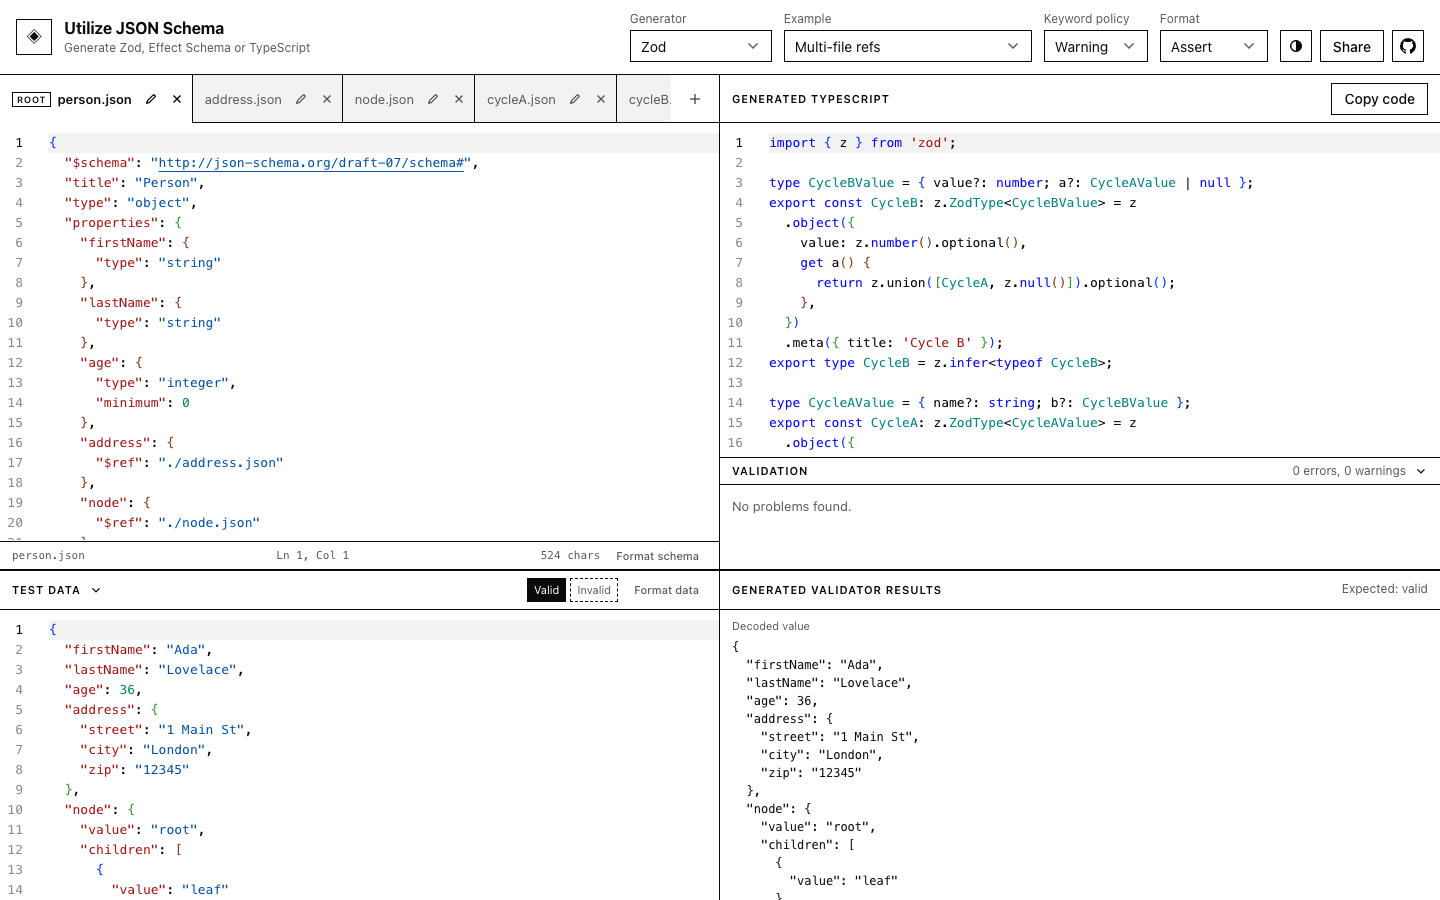 Utilize JSON Schema
Generate Zod, Effect Schema or TypeScript
Generator
Zod
Example
Multi-file refs
Keyword policy
Warning
Format
Assert
Share
ROOT person.json
address.json
node.json
cycleA.json
cycleB.
1 {
2 "$schema": "http://json-schema.org/draft-07/schema#",
3 "title": "Person",
4 "type": "object",
5 "properties": {
6 "firstName": {
7 "type": "string"
8 },
9 "lastName": {
10 "type": "string"
11 },
12 "age": {
13 "type": "integer",
14 "minimum": 0
15 },
16 "address": {
17 "$ref": "./address.json"
18 },
19 "node": {
20 "$ref": "./node.json"
person.json
Ln 1, Col 1
524 chars
Format schema
GENERATED TYPESCRIPT
Copy code
1 import { z } from 'zod';
2
3 type CycleBValue = { value?: number; a?: CycleAValue | null };
4 export const CycleB: z.ZodType<CycleBValue> = z
5 .object({
6 value: z.number().optional(),
7 get a() {
8 return z.union([CycleA, z.null()]).optional();
9 },
10 })
11 .meta({ title: 'Cycle B' });
12 export type CycleB = z.infer<typeof CycleB>;
13
14 type CycleAValue = { name?: string; b?: CycleBValue };
15 export const CycleA: z.ZodType<CycleAValue> = z
16 .object({
VALIDATION
0 errors, 0 warnings
No problems found.
TEST DATA
Valid
Invalid
Format data
1 {
2 "firstName": "Ada",
3 "lastName": "Lovelace",
4 "age": 36,
5 "address": {
6 "street": "1 Main St",
7 "city": "London",
8 "zip": "12345"
9 },
10 "node": {
11 "value": "root",
12 "children": [
13 {
14 "value": "leaf"
GENERATED VALIDATOR RESULTS
Expected: valid
Decoded value
{
"firstName": "Ada",
"lastName": "Lovelace",
"age": 36,
"address": {
"street": "1 Main St",
"city": "London",
"zip": "12345"
},
"node": {
"value": "root",
"children": [
{
"value": "leaf"